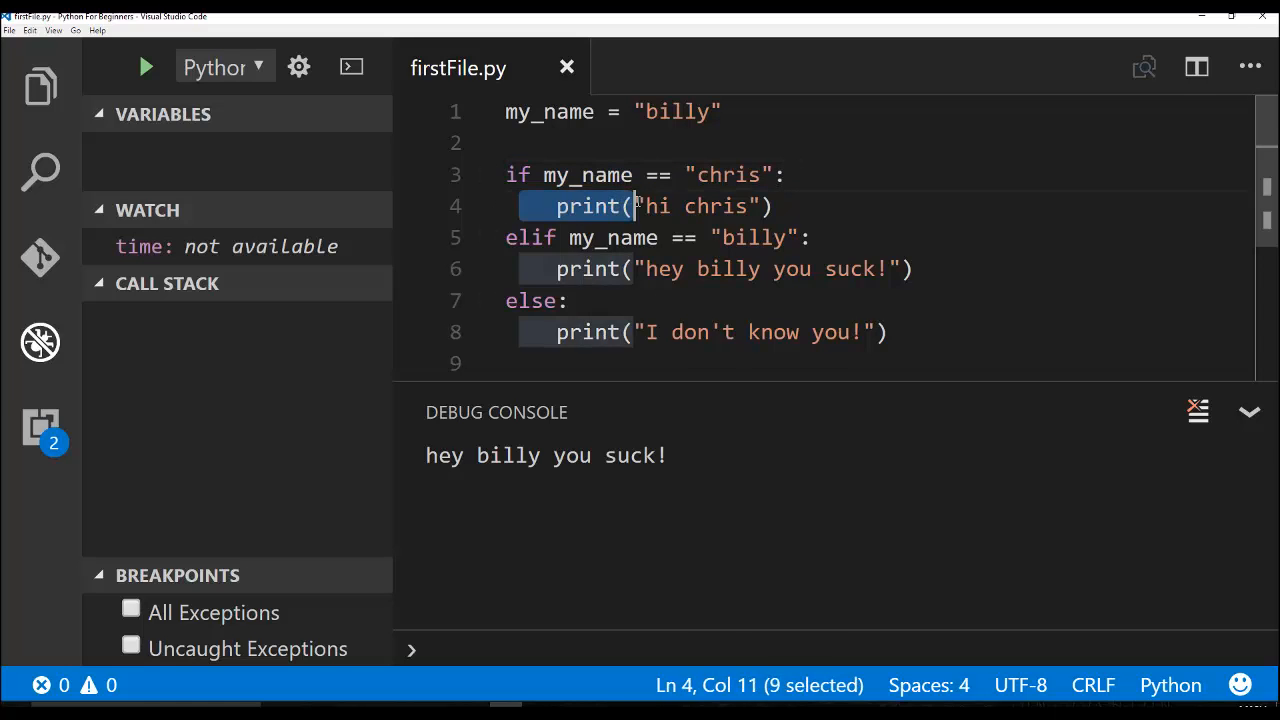 firstFile.py - Python For Beginners - Visual Studio Code
File Edit View Go Help
Python
firstFile.py
VARIABLES
WATCH
time: not available
CALL STACK
BREAKPOINTS
All Exceptions
Uncaught Exceptions
2
1 my_name = "billy"
2
3 if my_name == "chris":
4 print("hi chris")
5 elif my_name == "billy":
6 print("hey billy you suck!")
7 else:
8 print("I don't know you!")
9
DEBUG CONSOLE
hey billy you suck!
0 0
Ln 4, Col 11 (9 selected) Spaces: 4 UTF-8 CRLF Python